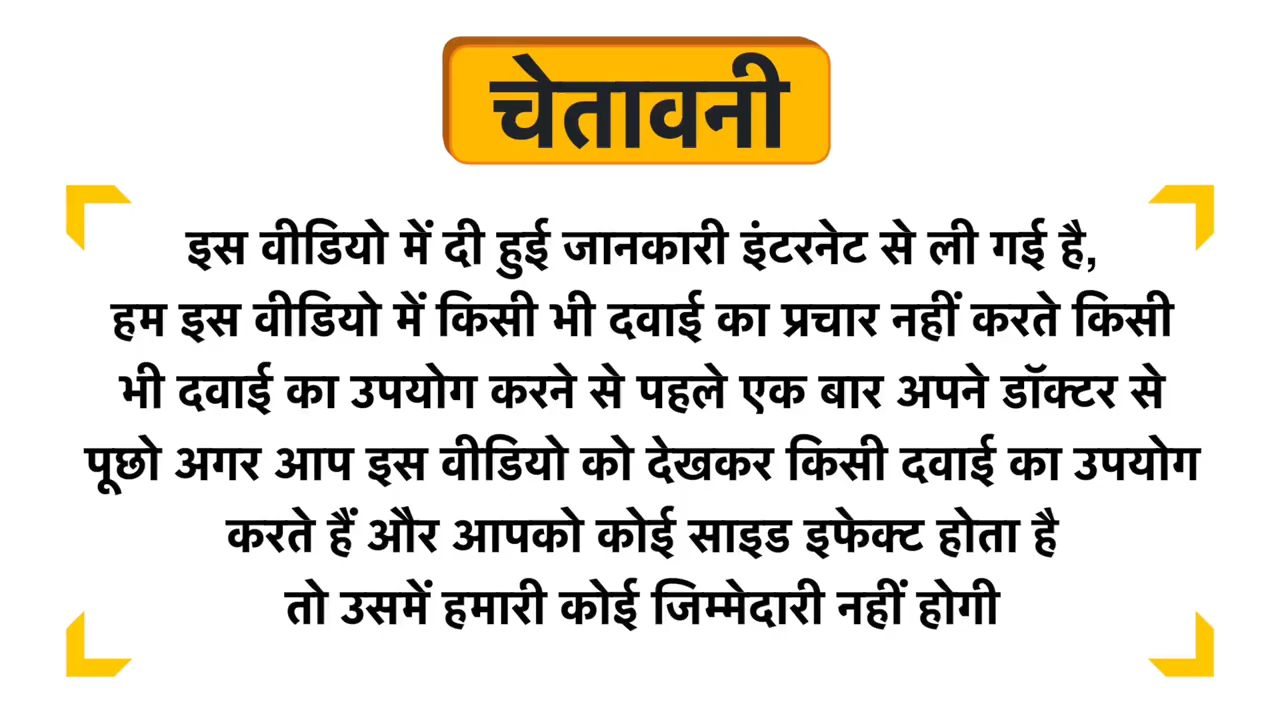 चेतावनी
इस वीडियो में दी हुई जानकारी इंटरनेट से ली गई है,
हम इस वीडियो में किसी भी दवाई का प्रचार नहीं करते किसी
भी दवाई का उपयोग करने से पहले एक बार अपने डॉक्टर से
पूछो अगर आप इस वीडियो को देखकर किसी दवाई का उपयोग
करते हैं और आपको कोई साइड इफेक्ट होता है
तो उसमें हमारी कोई जिम्मेदारी नहीं होगी